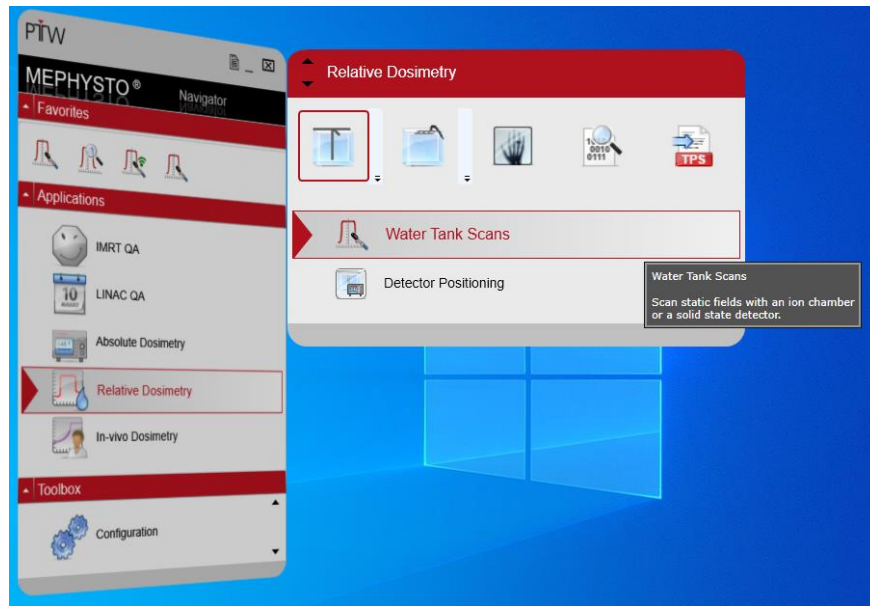 PTW
MEPHYSTO® Navigator
Favorites
Applications
IMRT QA
10
LINAC QA
Absolute Dosimetry
Relative Dosimetry
In-vivo Dosimetry
Toolbox
Configuration
Relative Dosimetry
0010
0111
TPS
Water Tank Scans
Detector Positioning
Water Tank Scans
Scan static fields with an ion chamber
or a solid state detector.